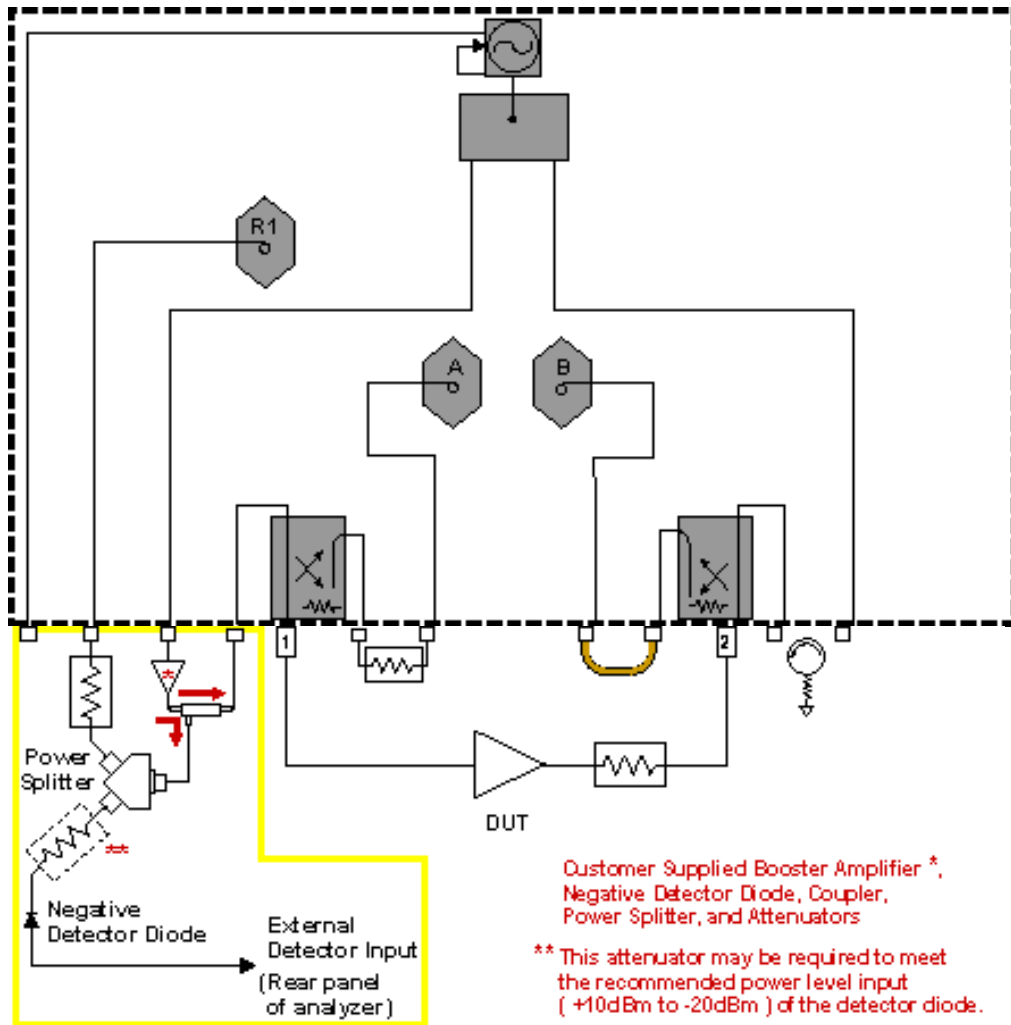 R1
A
B
1
2
*
Power
Splitter
**
DUT
Negative
Detector Diode
External
Detector Input
(Rear panel
of analyzer)
Customer Supplied Booster Amplifier *,
Negative Detector Diode, Coupler,
Power Splitter, and Attenuators
** This attenuator may be required to meet
the recommended power level input
( +10dBm to -20dBm ) of the detector diode.